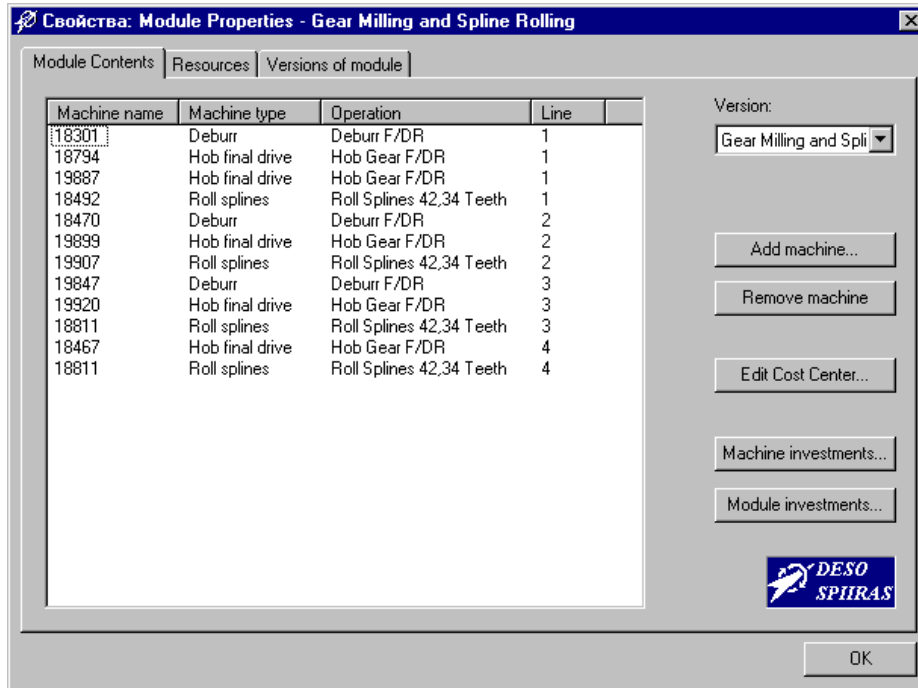 Свойства: Module Properties - Gear Milling and Spline Rolling
Module Contents Resources Versions of module
Machine name Machine type Operation Line
18301 Deburr Deburr F/DR 1
18794 Hob final drive Hob Gear F/DR 1
19887 Hob final drive Hob Gear F/DR 1
18492 Roll splines Roll Splines 42,34 Teeth 1
18470 Deburr Deburr F/DR 2
19899 Hob final drive Hob Gear F/DR 2
19907 Roll splines Roll Splines 42,34 Teeth 2
19847 Deburr Deburr F/DR 3
19920 Hob final drive Hob Gear F/DR 3
18811 Roll splines Roll Splines 42,34 Teeth 3
18467 Hob final drive Hob Gear F/DR 4
18811 Roll splines Roll Splines 42,34 Teeth 4
Version:
Gear Milling and Spli
Add machine...
Remove machine
Edit Cost Center...
Machine investments...
Module investments...
DESO
SPIIRAS
OK